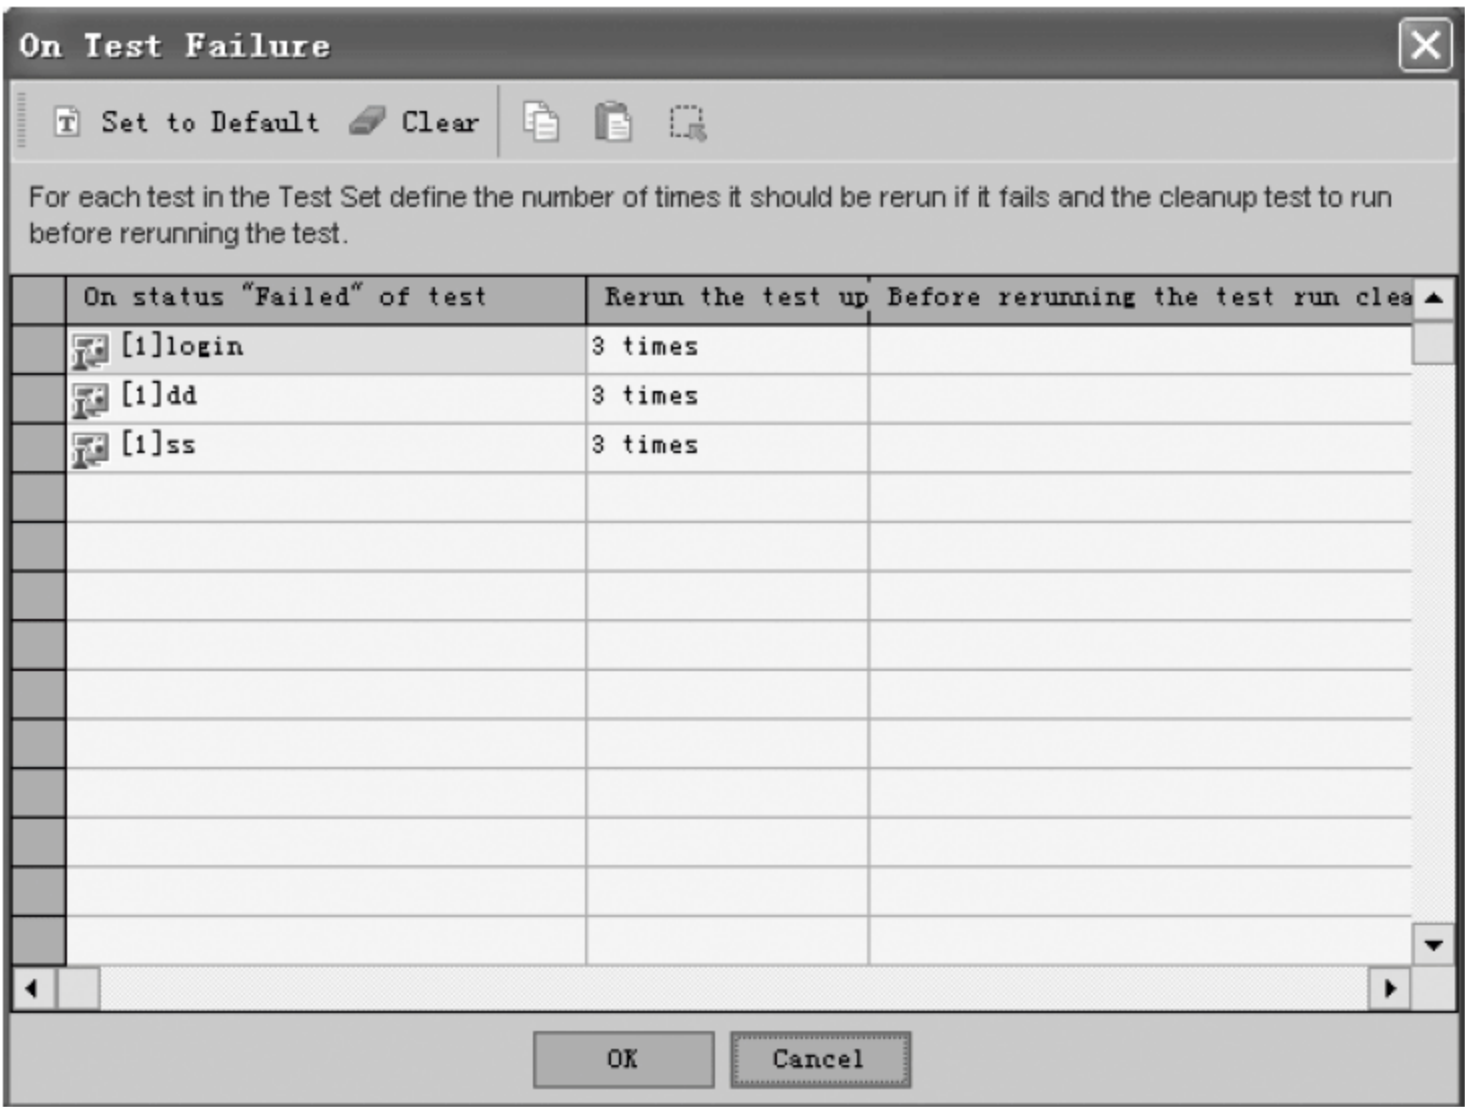 On Test Failure
Set to Default Clear
For each test in the Test Set define the number of times it should be rerun if it fails and the cleanup test to run
before rerunning the test.
On status "Failed" of test Rerun the test up Before rerunning the test run clea
[1]login 3 times
[1]dd 3 times
[1]ss 3 times
OK Cancel